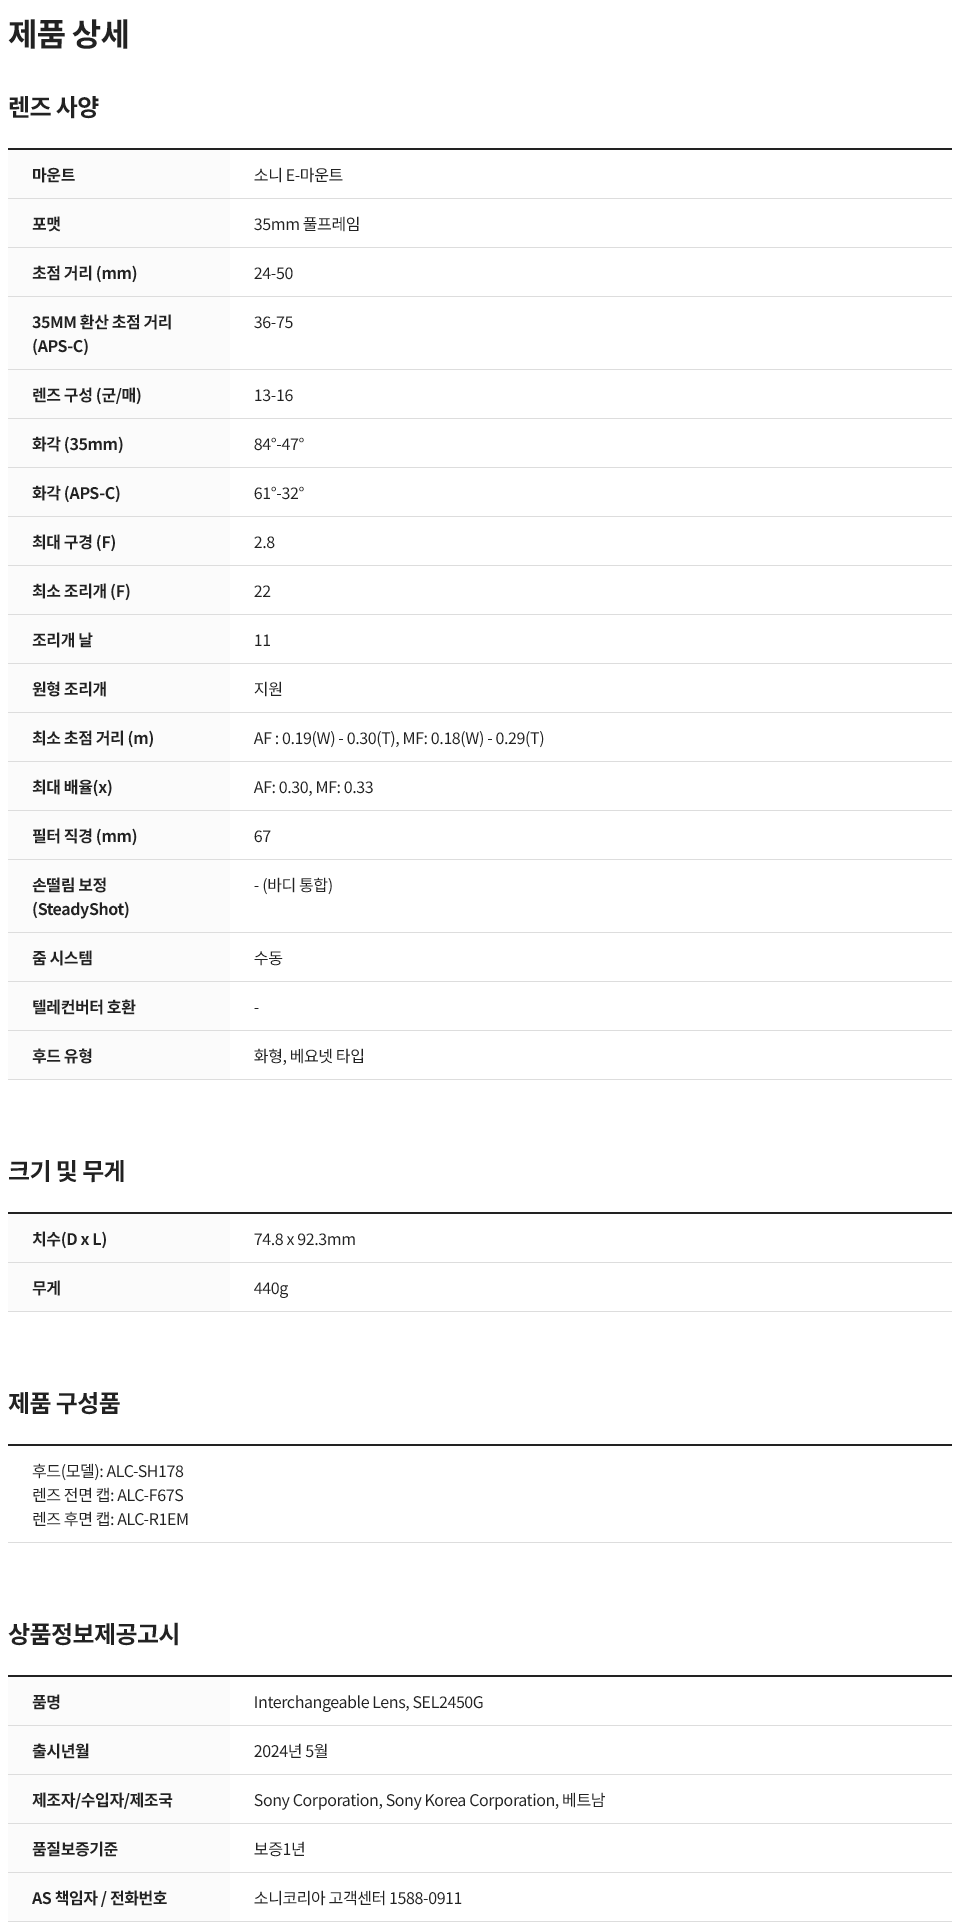 제품 상세
렌즈 사양
마운트 소니 E-마운트
포맷 35mm 풀프레임
초점 거리 (mm) 24-50
35MM 환산 초점 거리 36-75
(APS-C)
렌즈 구성 (군/매) 13-16
화각 (35mm) 84°-47°
화각 (APS-C) 61°-32°
최대 구경 (F) 2.8
최소 조리개 (F) 22
조리개 날 11
원형 조리개 지원
최소 초점 거리 (m) AF : 0.19(W) - 0.30(T), MF: 0.18(W) - 0.29(T)
최대 배율(x) AF: 0.30, MF: 0.33
필터 직경 (mm) 67
손떨림 보정 - (바디 통합)
(SteadyShot)
줌 시스템 수동
텔레컨버터 호환 -
후드 유형 화형, 베요넷 타입
크기 및 무게
치수(D x L) 74.8 x 92.3mm
무게 440g
제품 구성품
후드(모델): ALC-SH178
렌즈 전면 캡: ALC-F67S
렌즈 후면 캡: ALC-R1EM
상품정보제공고시
품명 Interchangeable Lens, SEL2450G
출시년월 2024년 5월
제조자/수입자/제조국 Sony Corporation, Sony Korea Corporation, 베트남
품질보증기준 보증1년
AS 책임자 / 전화번호 소니코리아 고객센터 1588-0911